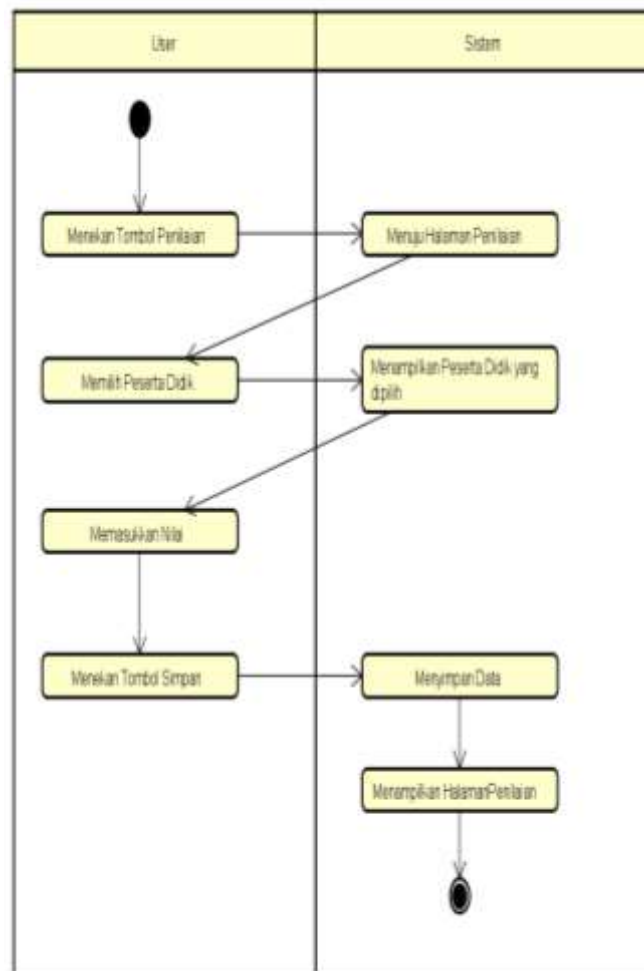 User
Sistem
Menekan Tombol Penilaian
Menuju Halaman Penilaian
Memilih Peserta Didik
Menampilkan Peserta Didik yang
dipilih
Memasukkan Nilai
Menekan Tombol Simpan
Menyimpan Data
Menampilkan HalamanPenilaian